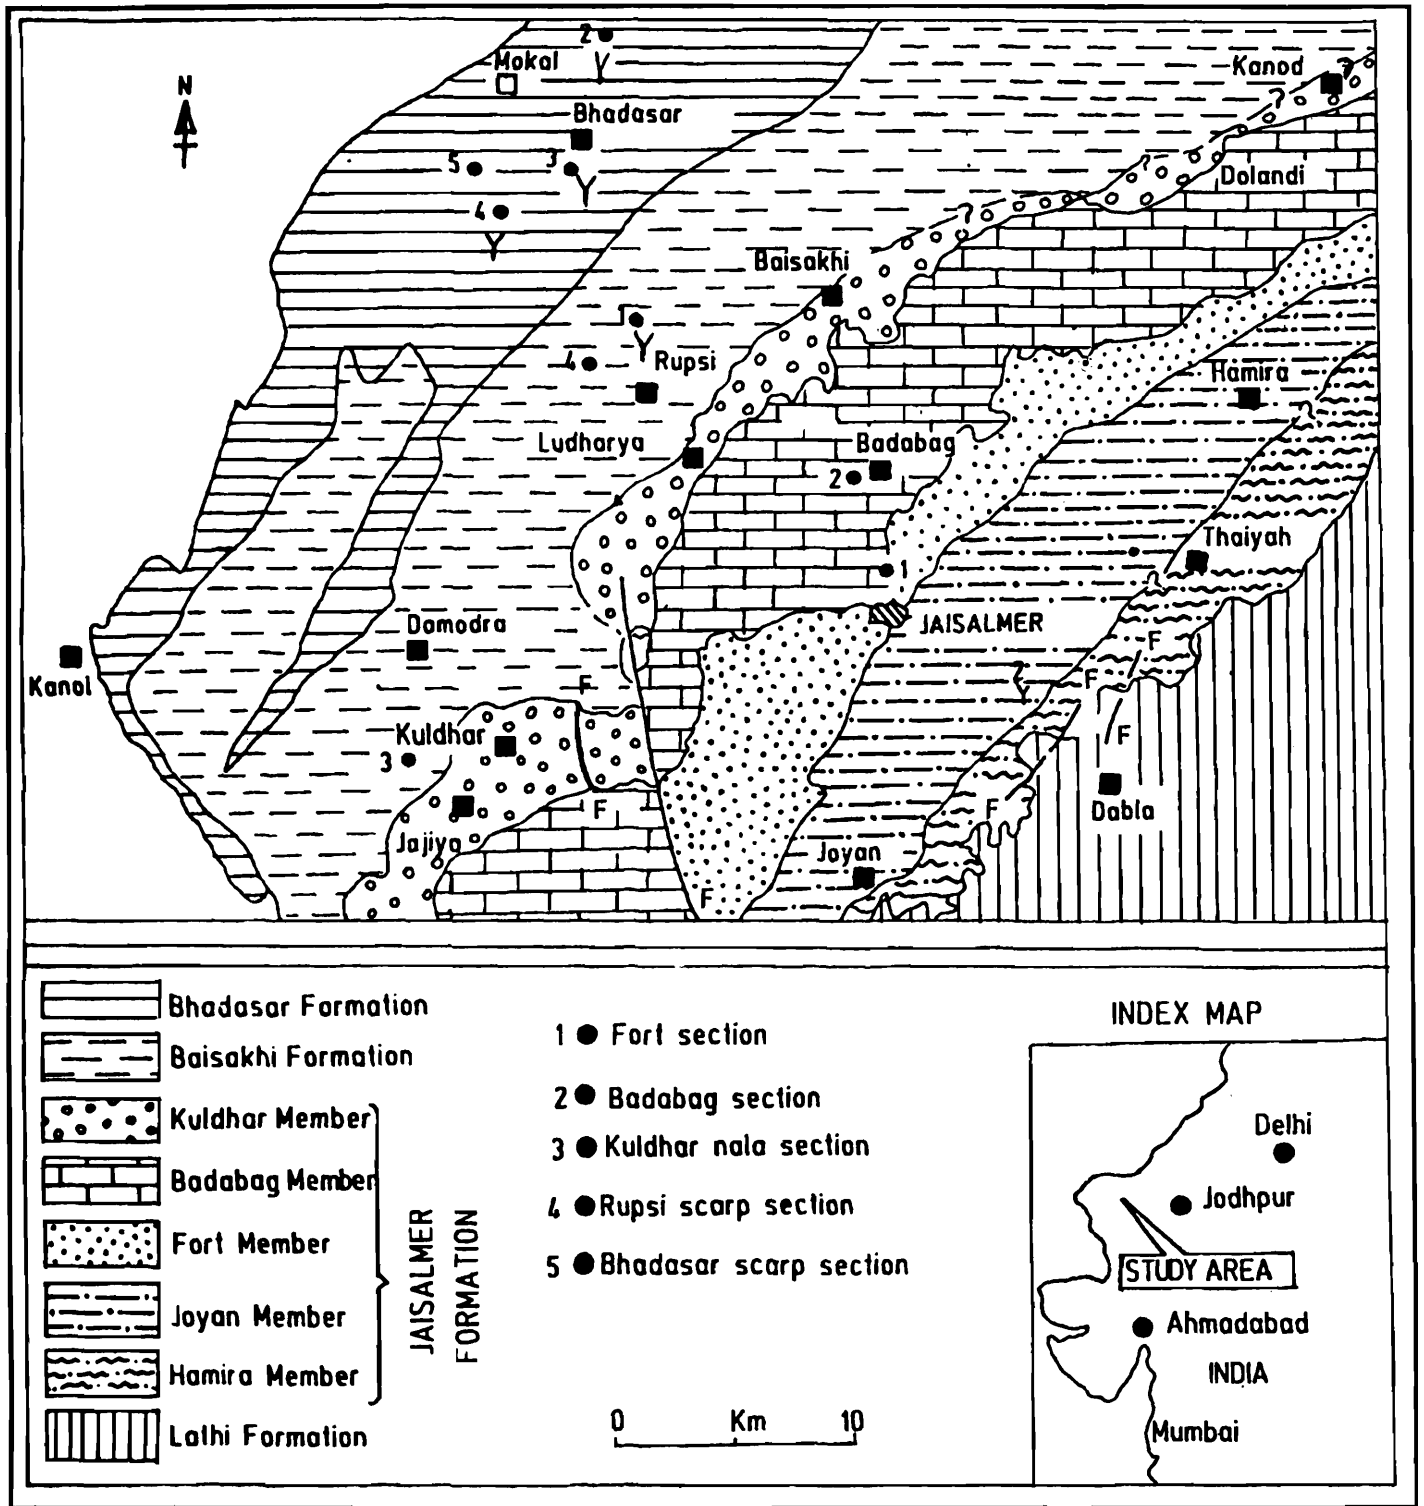 2
Mokal
N
Kanod
?
Bhadasar
?
5
3
?
Dolandi
4
?
Baisakhi
4
Rupsi
Hamira
Ludharya
Badabag
2
Thaiyah
1
Damodra
JAISALMER
F
Kanoi
F
F
Kuldhar
F
3
Dabla
F
F
Jajiya
Joyan
F
Bhadasar Formation
Baisakhi Formation
Kuldhar Member
Badabag Member
Fort Member
Joyan Member
Hamira Member
Lathi Formation
JAISALMER
FORMATION
1 Fort section
2 Badabag section
3 Kuldhar nala section
4 Rupsi scarp section
5 Bhadasar scarp section
0 Km 10
INDEX MAP
Delhi
Jodhpur
STUDY AREA
Ahmadabad
INDIA
Mumbai